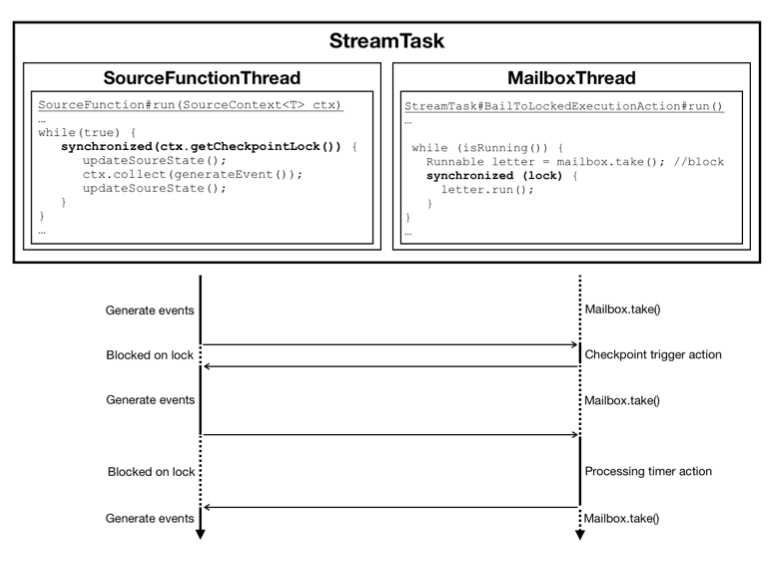 StreamTask
SourceFunctionThread
SourceFunction#run(SourceContext<T> ctx)
…
while(true) {
synchronized(ctx.getCheckpointLock()) {
updateSoureState();
ctx.collect(generateEvent());
updateSoureState();
}
}
…
MailboxThread
StreamTask#BailToLockedExecutionAction#run()
…
while (isRunning()) {
Runnable letter = mailbox.take(); //block
synchronized (lock) {
letter.run();
}
}
…
Generate events
Mailbox.take()
Blocked on lock
Checkpoint trigger action
Generate events
Mailbox.take()
Blocked on lock
Processing timer action
Generate events
Mailbox.take()